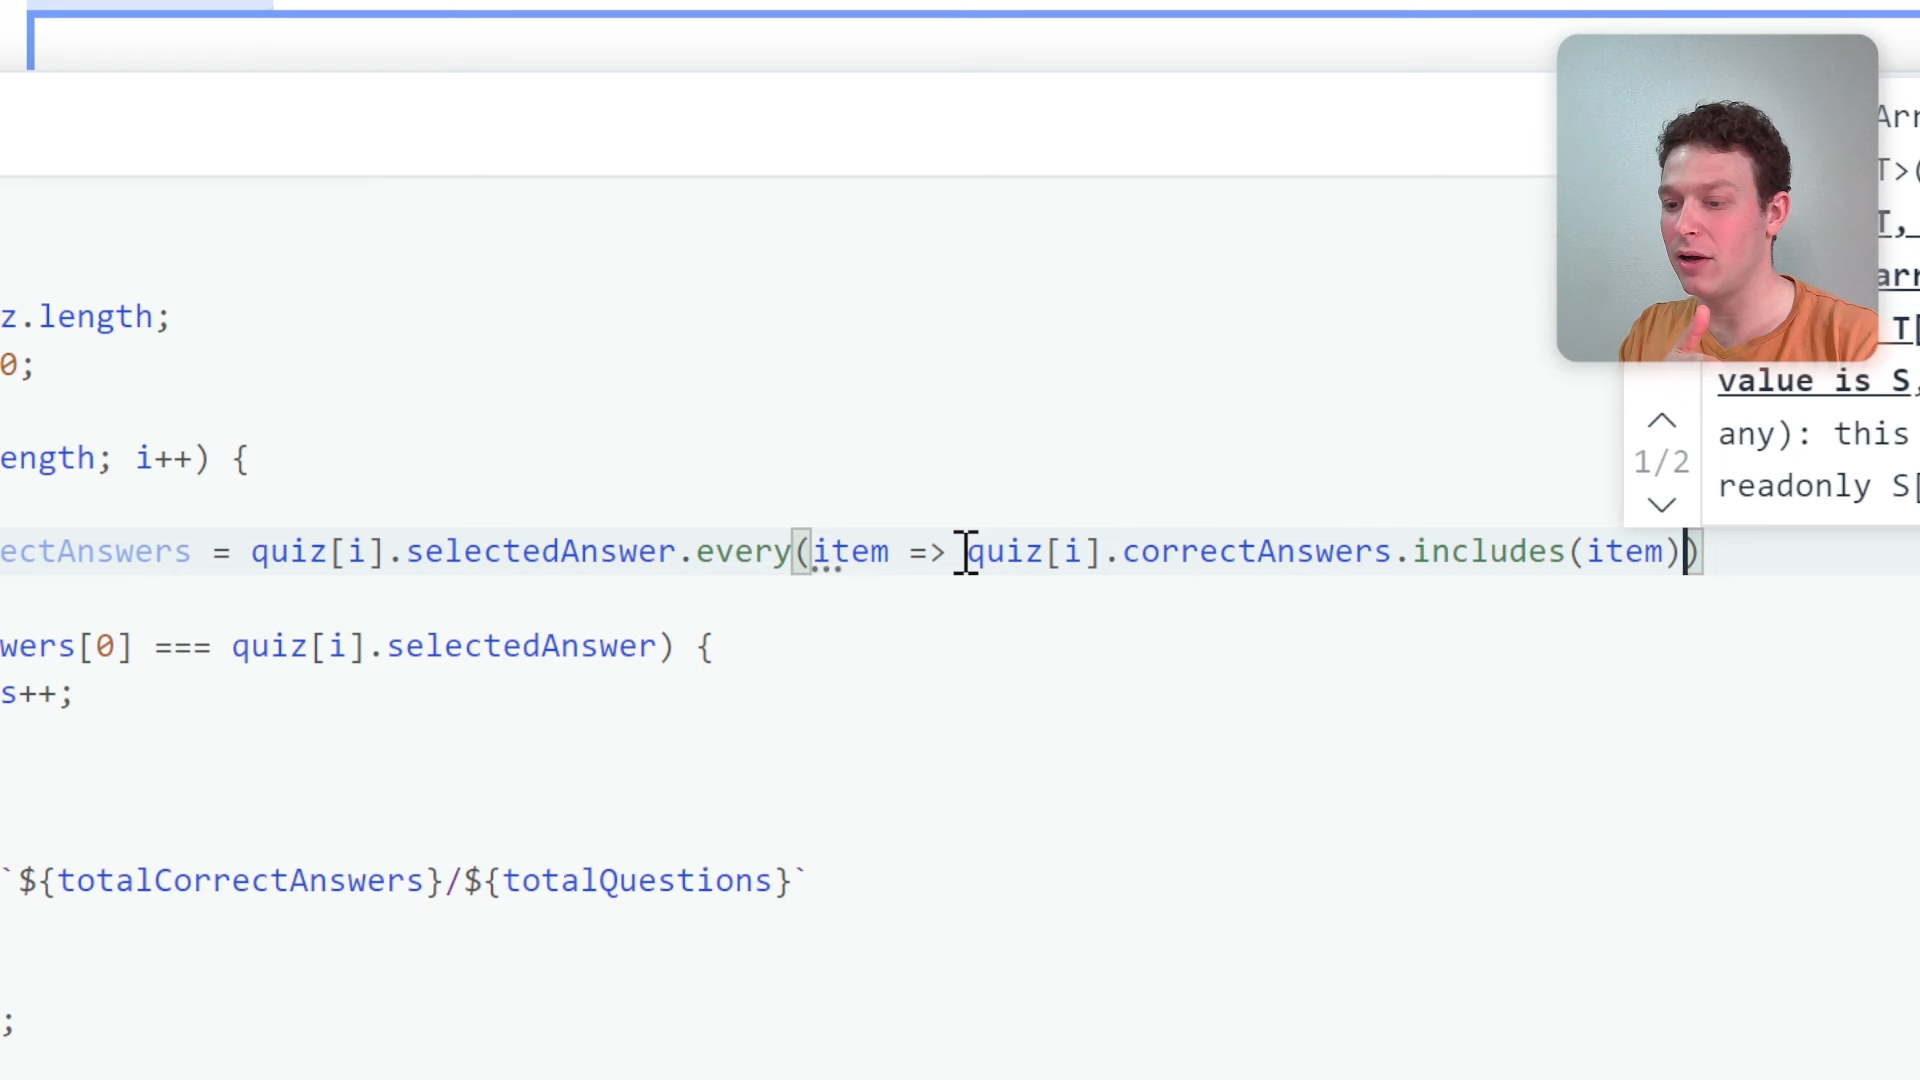 z.length;
0;
ength; i++) {
ectAnswers = quiz[i].selectedAnswer.every(item => quiz[i].correctAnswers.includes(item))
wers[0] === quiz[i].selectedAnswer) {
s++;
`${totalCorrectAnswers}/${totalQuestions}`
;
Arr
T>(
T,
arr
T[
value is S,
any): this
readonly S[
1/2